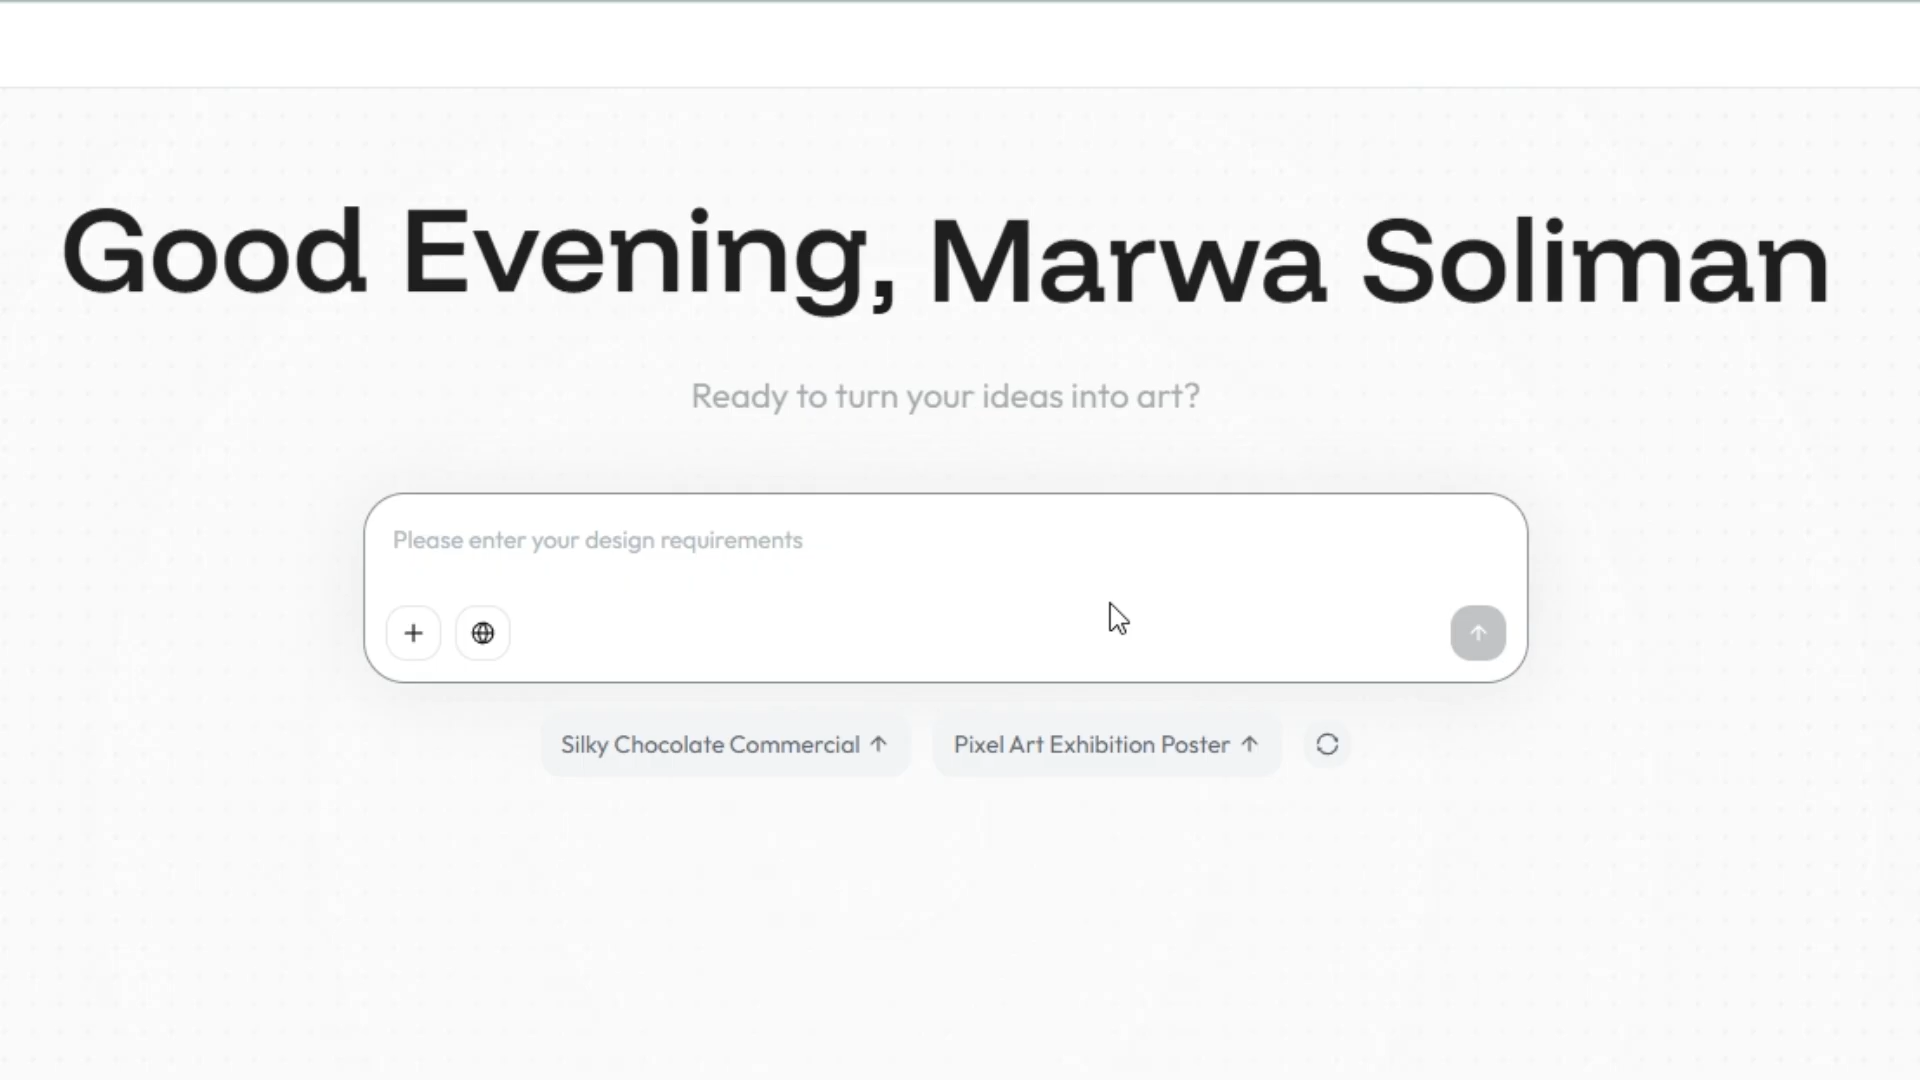 Good Evening, Marwa Soliman
Ready to turn your ideas into art?
Please enter your design requirements
Silky Chocolate Commercial ↑ Pixel Art Exhibition Poster ↑